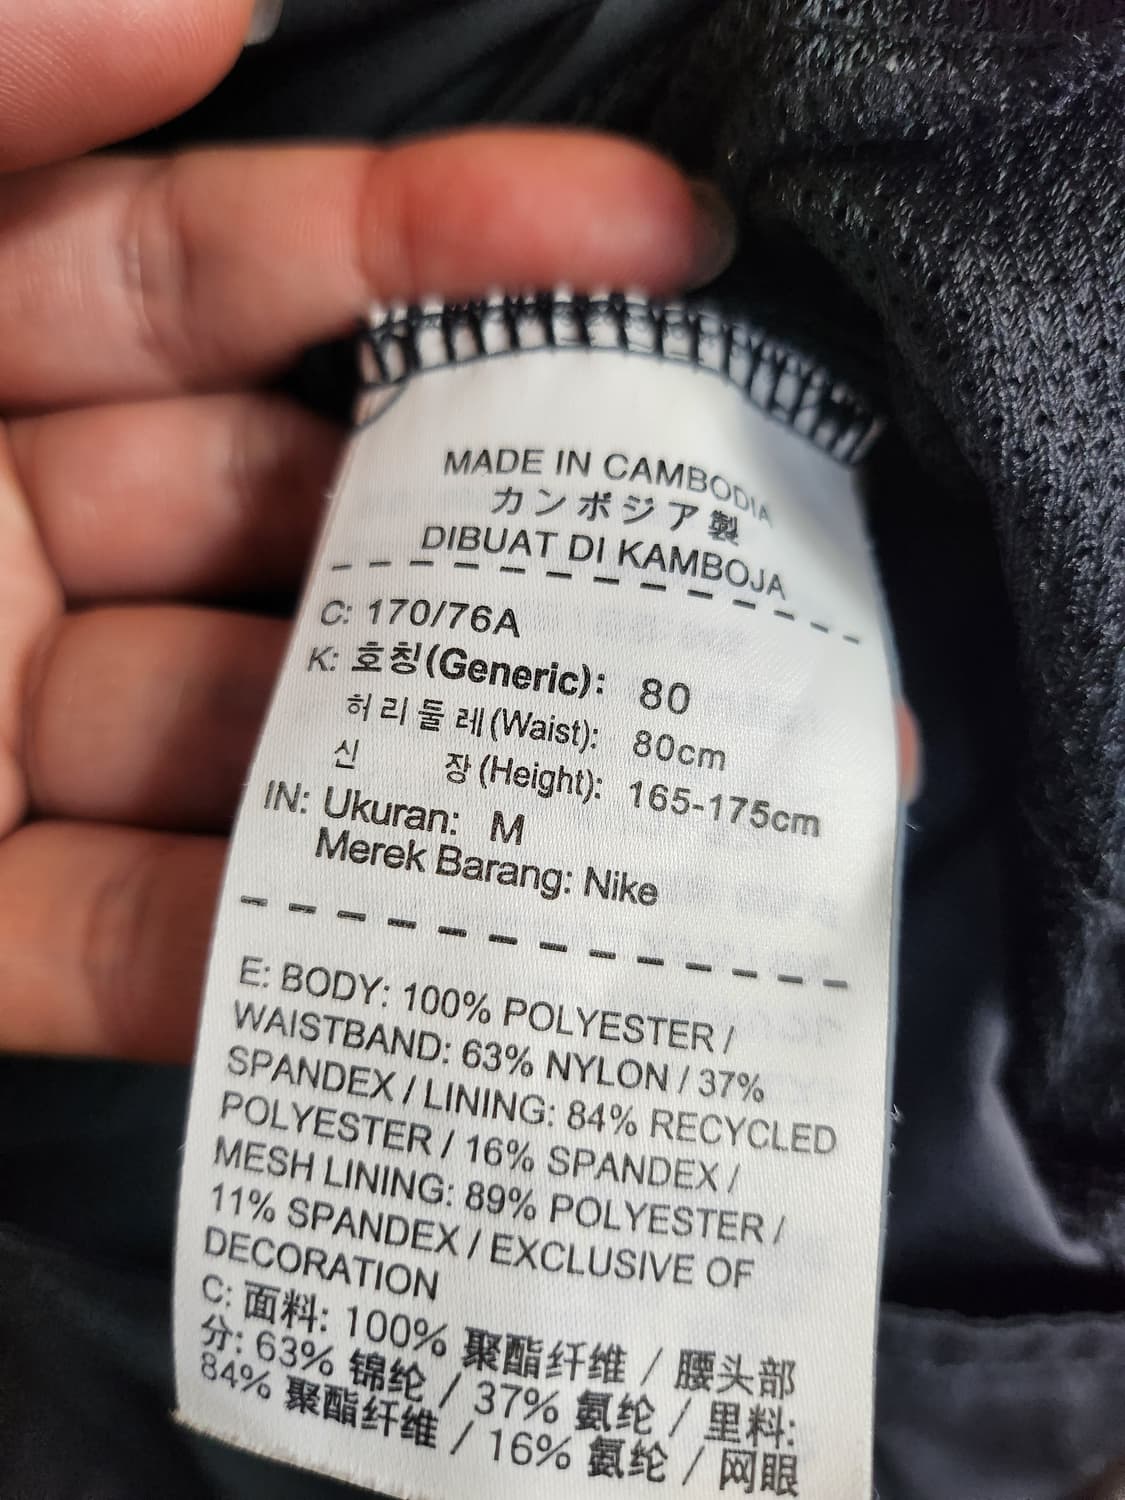 MADE IN CAMBODIA
カンボジア製
DIBUAT DI KAMBOJA
C: 170/76A
K: 호칭(Generic): 80
허리둘레(Waist): 80cm
신 장(Height): 165-175cm
IN: Ukuran: M
Merek Barang: Nike
E: BODY: 100% POLYESTER /
WAISTBAND: 63% NYLON / 37%
SPANDEX / LINING: 84% RECYCLED
POLYESTER / 16% SPANDEX /
MESH LINING: 89% POLYESTER /
11% SPANDEX / EXCLUSIVE OF
DECORATION
C: 面料: 100% 聚酯纤维 / 腰头部
分: 63% 锦纶 / 37% 氨纶 / 里料:
84% 聚酯纤维 / 16% 氨纶 / 网眼